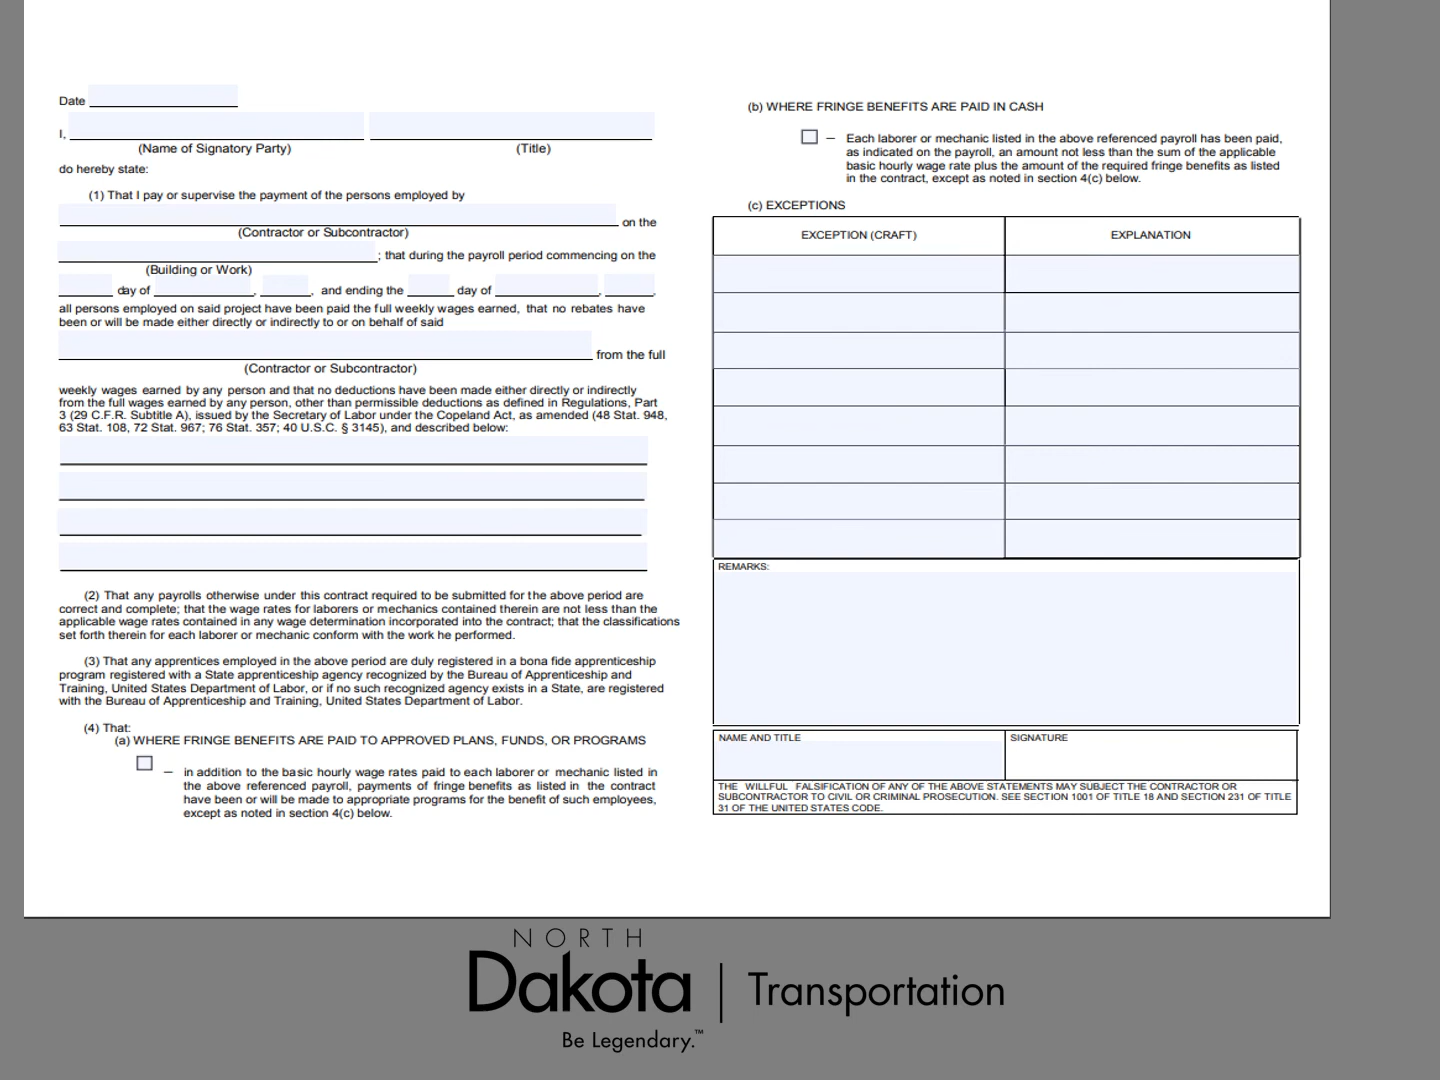 Date
I,
(Name of Signatory Party) (Title)
do hereby state:
(1) That I pay or supervise the payment of the persons employed by
on the
(Contractor or Subcontractor)
; that during the payroll period commencing on the
(Building or Work)
day of , , and ending the day of , ,
all persons employed on said project have been paid the full weekly wages earned, that no rebates have
been or will be made either directly or indirectly to or on behalf of said
from the full
(Contractor or Subcontractor)
weekly wages earned by any person and that no deductions have been made either directly or indirectly
from the full wages earned by any person, other than permissible deductions as defined in Regulations, Part
3 (29 C.F.R. Subtitle A), issued by the Secretary of Labor under the Copeland Act, as amended (48 Stat. 948,
63 Stat. 108, 72 Stat. 967; 76 Stat. 357; 40 U.S.C. § 3145), and described below:
(2) That any payrolls otherwise under this contract required to be submitted for the above period are
correct and complete; that the wage rates for laborers or mechanics contained therein are not less than the
applicable wage rates contained in any wage determination incorporated into the contract; that the classifications
set forth therein for each laborer or mechanic conform with the work he performed.
(3) That any apprentices employed in the above period are duly registered in a bona fide apprenticeship
program registered with a State apprenticeship agency recognized by the Bureau of Apprenticeship and
Training, United States Department of Labor, or if no such recognized agency exists in a State, are registered
with the Bureau of Apprenticeship and Training, United States Department of Labor.
(4) That:
(a) WHERE FRINGE BENEFITS ARE PAID TO APPROVED PLANS, FUNDS, OR PROGRAMS
– in addition to the basic hourly wage rates paid to each laborer or mechanic listed in
the above referenced payroll, payments of fringe benefits as listed in the contract
have been or will be made to appropriate programs for the benefit of such employees,
except as noted in section 4(c) below.
(b) WHERE FRINGE BENEFITS ARE PAID IN CASH
– Each laborer or mechanic listed in the above referenced payroll has been paid,
as indicated on the payroll, an amount not less than the sum of the applicable
basic hourly wage rate plus the amount of the required fringe benefits as listed
in the contract, except as noted in section 4(c) below.
(c) EXCEPTIONS
EXCEPTION (CRAFT) EXPLANATION
REMARKS:
NAME AND TITLE SIGNATURE
THE WILLFUL FALSIFICATION OF ANY OF THE ABOVE STATEMENTS MAY SUBJECT THE CONTRACTOR OR
SUBCONTRACTOR TO CIVIL OR CRIMINAL PROSECUTION. SEE SECTION 1001 OF TITLE 18 AND SECTION 231 OF TITLE
31 OF THE UNITED STATES CODE.
NORTH
Dakota | Transportation
Be Legendary.™